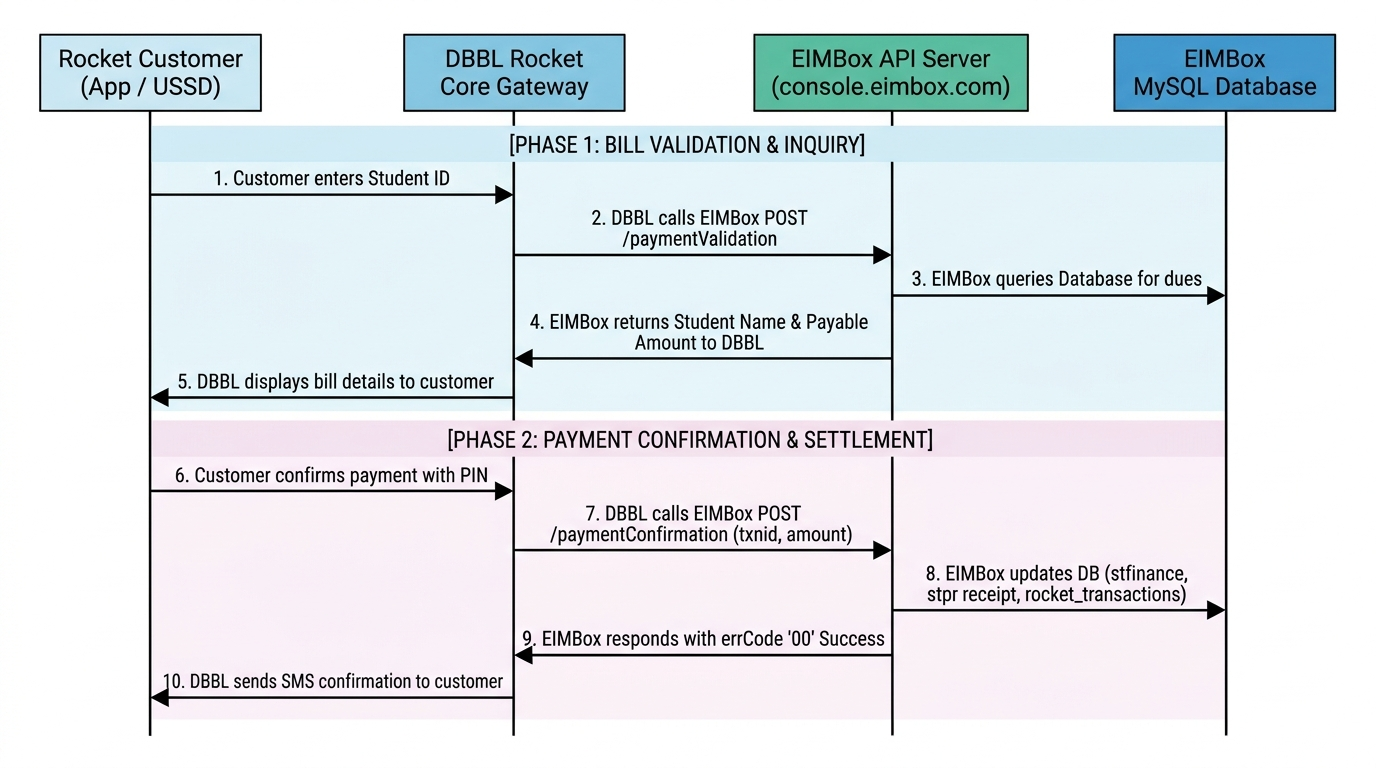 Rocket Customer
(App / USSD)
DBBL Rocket
Core Gateway
EIMBox API Server
(console.eimbox.com)
EIMBox
MySQL Database
[PHASE 1: BILL VALIDATION & INQUIRY]
1. Customer enters Student ID
2. DBBL calls EIMBox POST
/paymentValidation
3. EIMBox queries Database for dues
4. EIMBox returns Student Name & Payable
Amount to DBBL
5. DBBL displays bill details to customer
[PHASE 2: PAYMENT CONFIRMATION & SETTLEMENT]
6. Customer confirms payment with PIN
7. DBBL calls EIMBox POST
/paymentConfirmation (txnid, amount)
8. EIMBox updates DB (stfinance,
stpr receipt, rocket_transactions)
9. EIMBox responds with errCode '00' Success
10. DBBL sends SMS confirmation to customer